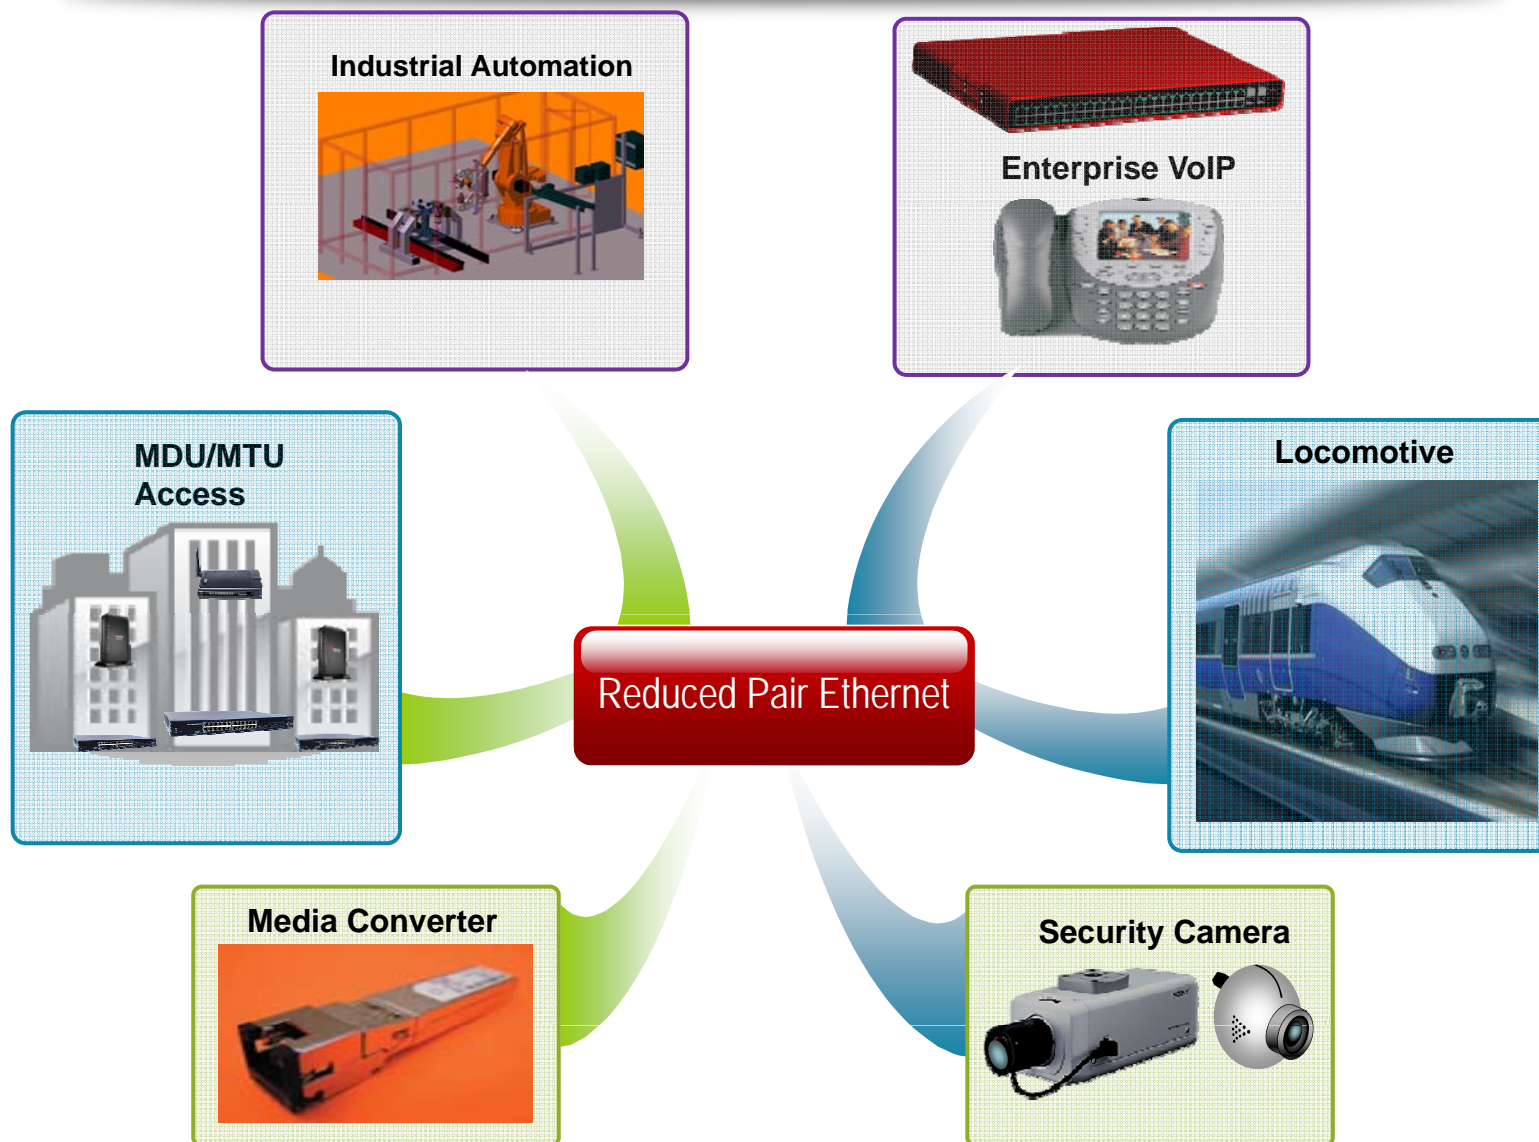 Industrial Automation
Enterprise VoIP
MDU/MTU
Access
Locomotive
Reduced Pair Ethernet
Media Converter
Security Camera